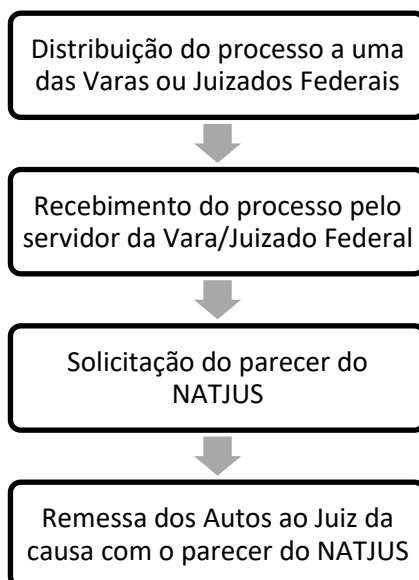 Distribuição do processo a uma
das Varas ou Juizados Federais
Recebimento do processo pelo
servidor da Vara/Juizado Federal
Solicitação do parecer do
NATJUS
Remessa dos Autos ao Juiz da
causa com o parecer do NATJUS